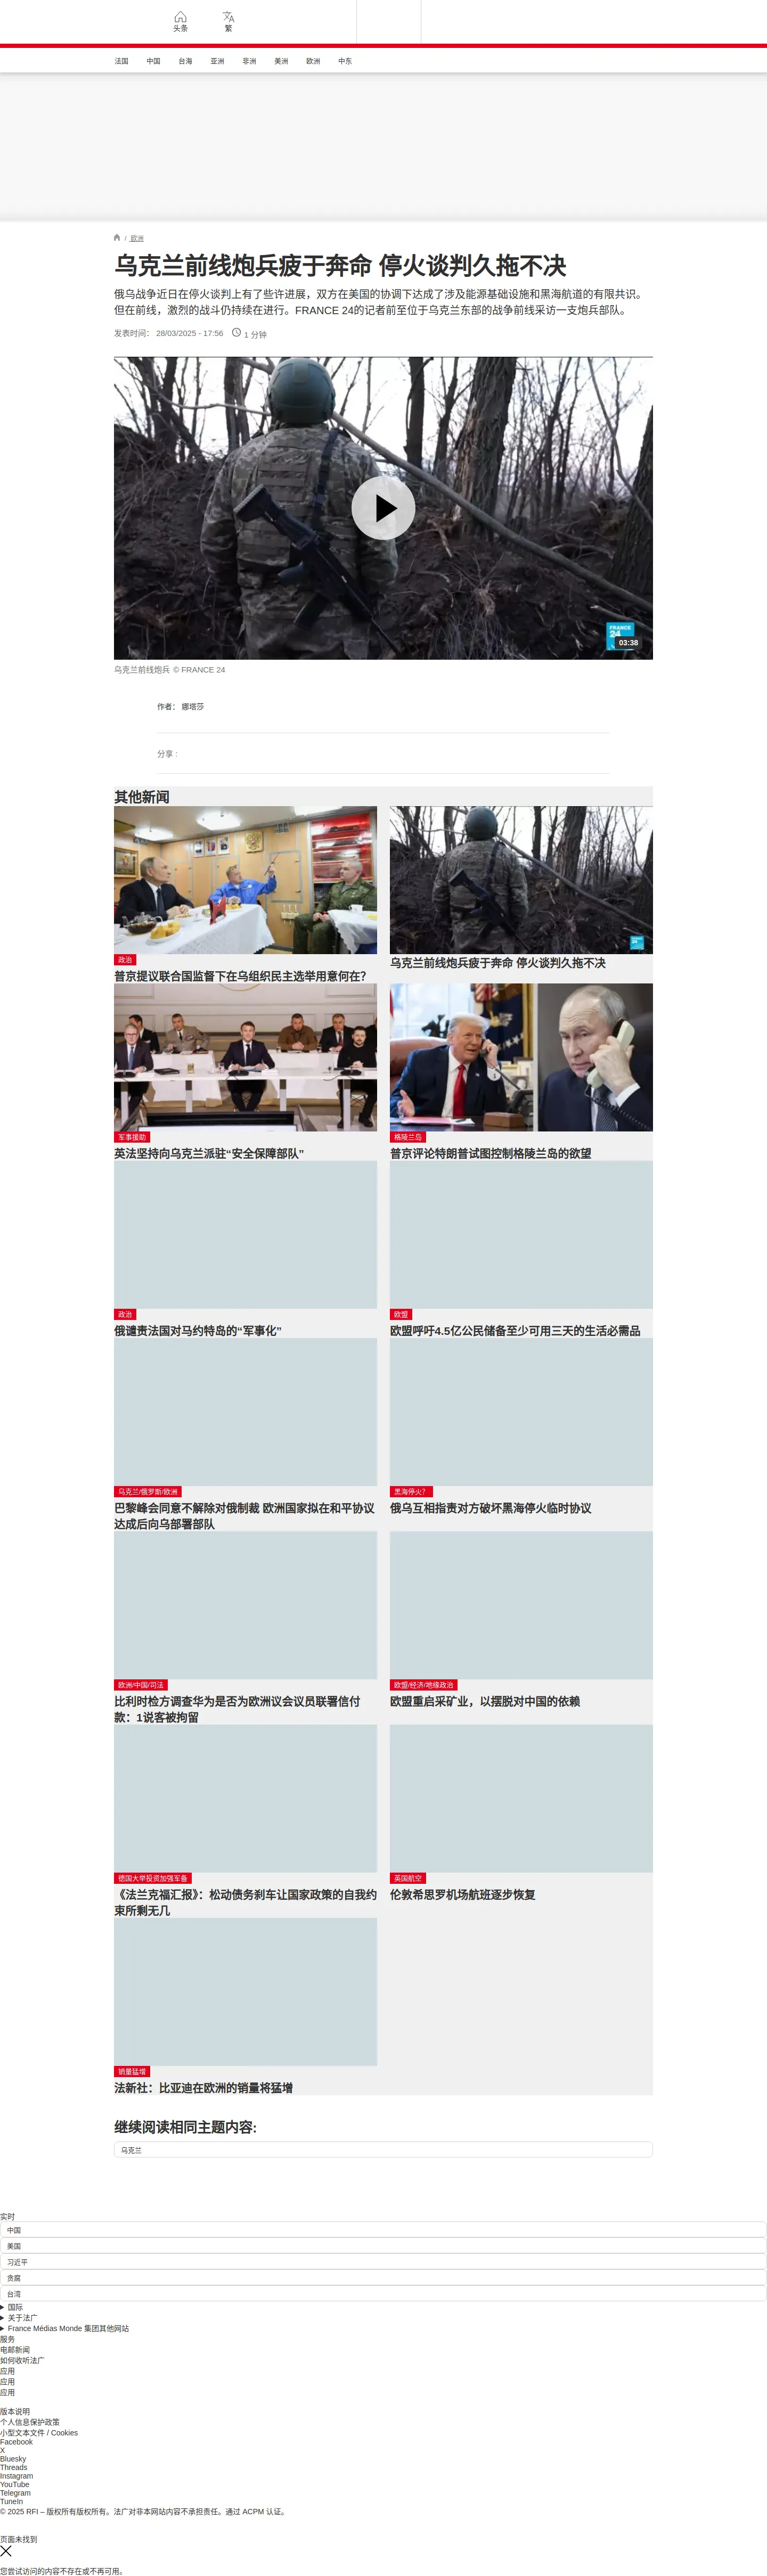 头条
繁
法国
中国
台海
亚洲
非洲
美洲
欧洲
中东
/ 欧洲
乌克兰前线炮兵疲于奔命 停火谈判久拖不决
俄乌战争近日在停火谈判上有了些许进展，双方在美国的协调下达成了涉及能源基础设施和黑海航道的有限共识。
但在前线，激烈的战斗仍持续在进行。FRANCE 24的记者前至位于乌克兰东部的战争前线采访一支炮兵部队。
发表时间： 28/03/2025 - 17:56
1 分钟
FRANCE
24
03:38
乌克兰前线炮兵 © FRANCE 24
作者： 娜塔莎
分享 :
其他新闻
政治
普京提议联合国监督下在乌组织民主选举用意何在？
乌克兰前线炮兵疲于奔命 停火谈判久拖不决
军事援助
英法坚持向乌克兰派驻“安全保障部队”
格陵兰岛
普京评论特朗普试图控制格陵兰岛的欲望
政治
俄谴责法国对马约特岛的“军事化”
欧盟
欧盟呼吁4.5亿公民储备至少可用三天的生活必需品
乌克兰/俄罗斯/欧洲
巴黎峰会同意不解除对俄制裁 欧洲国家拟在和平协议
达成后向乌部署部队
黑海停火？
俄乌互相指责对方破坏黑海停火临时协议
欧洲/中国/司法
比利时检方调查华为是否为欧洲议会议员联署信付
款：1说客被拘留
欧盟/经济/地缘政治
欧盟重启采矿业，以摆脱对中国的依赖
德国大举投资加强军备
《法兰克福汇报》：松动债务刹车让国家政策的自我约
束所剩无几
英国航空
伦敦希思罗机场航班逐步恢复
销量猛增
法新社：比亚迪在欧洲的销量将猛增
继续阅读相同主题内容:
乌克兰
实时
中国
美国
习近平
贪腐
台湾
国际
关于法广
France Médias Monde 集团其他网站
服务
电邮新闻
如何收听法广
应用
应用
应用
版本说明
个人信息保护政策
小型文本文件 / Cookies
Facebook
X
Bluesky
Threads
Instagram
YouTube
Telegram
TuneIn
© 2025 RFI – 版权所有版权所有。法广对非本网站内容不承担责任。通过 ACPM 认证。
页面未找到
您尝试访问的内容不存在或不再可用。